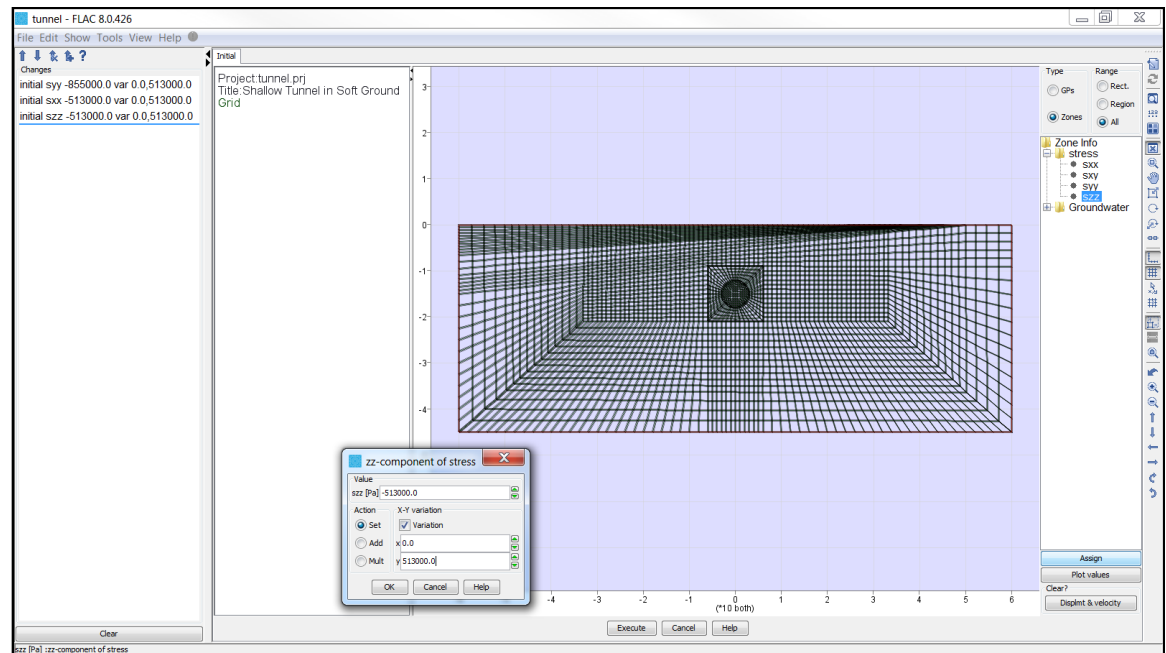 tunnel - FLAC 8.0.426
File Edit Show Tools View Help
Changes
initial syy -855000.0 var 0.0,513000.0
initial sxx -513000.0 var 0.0,513000.0
initial szz -513000.0 var 0.0,513000.0
Clear
Initial
Project:tunnel.prj
Title:Shallow Tunnel in Soft Ground
Grid
3
2
1
0
-1
-2
-3
-4
-4 -3 -2 -1 0 1 2 3 4 5 6
(*10 both)
zz-component of stress
Value
szz [Pa] -513000.0
Action X-Y variation
Set Variation
Add x 0.0
Mult y 513000.0
OK Cancel Help
Execute Cancel Help
Type Range
GPs Rect.
Region
Zones All
Zone Info
stress
sxx
sxy
syy
szz
Groundwater
Assign
Plot values
Clear?
Displmt & velocity
szz [Pa] :zz-component of stress